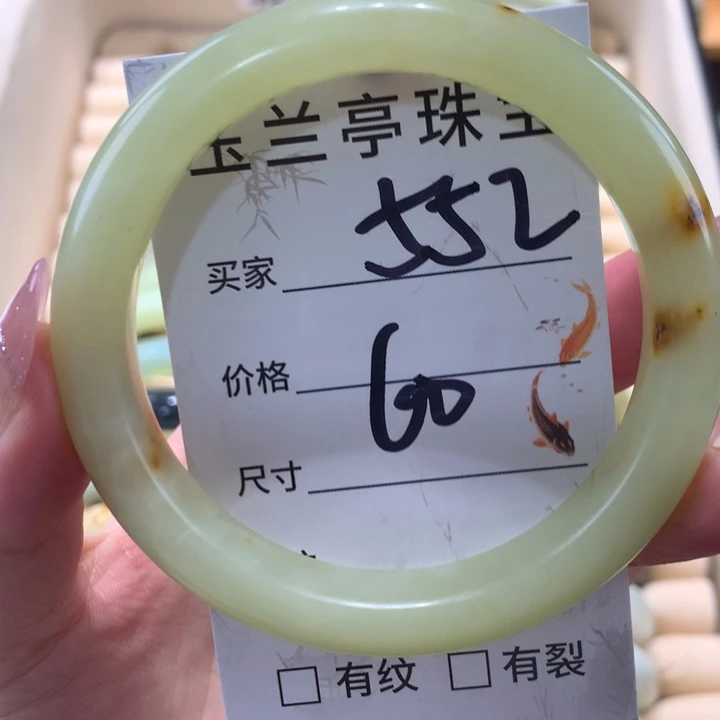 玉兰亭珠宝
买家 552
价格 60
尺寸
□ 有纹 □ 有裂